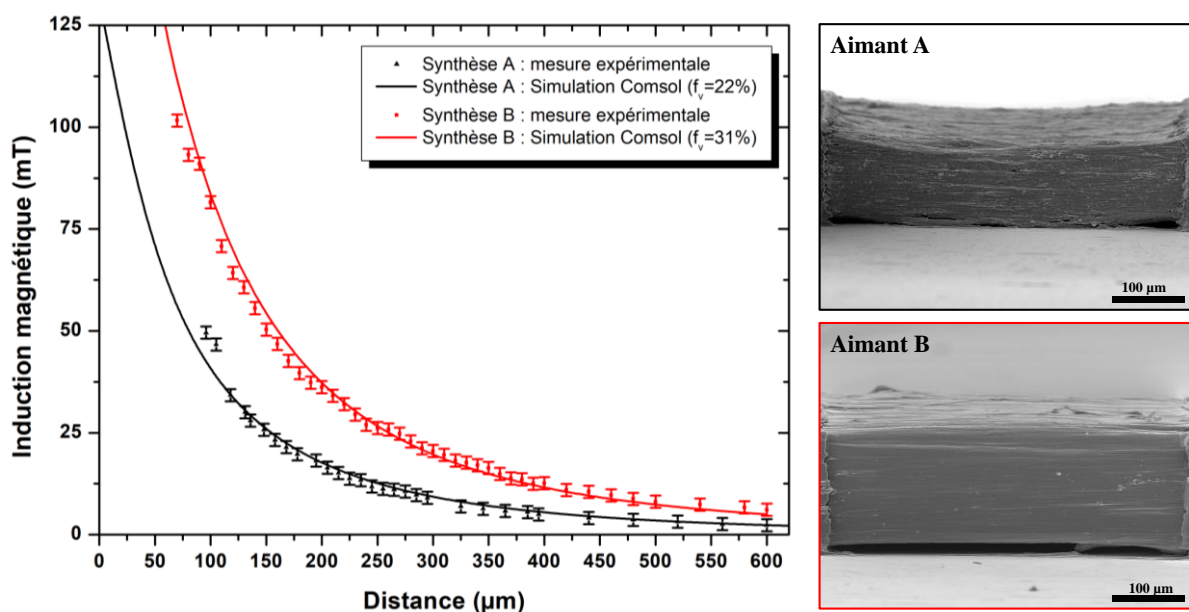 Induction magnétique (mT)
125
100
75
50
25
0
Synthèse A : mesure expérimentale
Synthèse A : Simulation Comsol (fv=22%)
Synthèse B : mesure expérimentale
Synthèse B : Simulation Comsol (fv=31%)
0 50 100 150 200 250 300 350 400 450 500 550 600
Distance (µm)
Aimant A
100 µm
Aimant B
100 µm